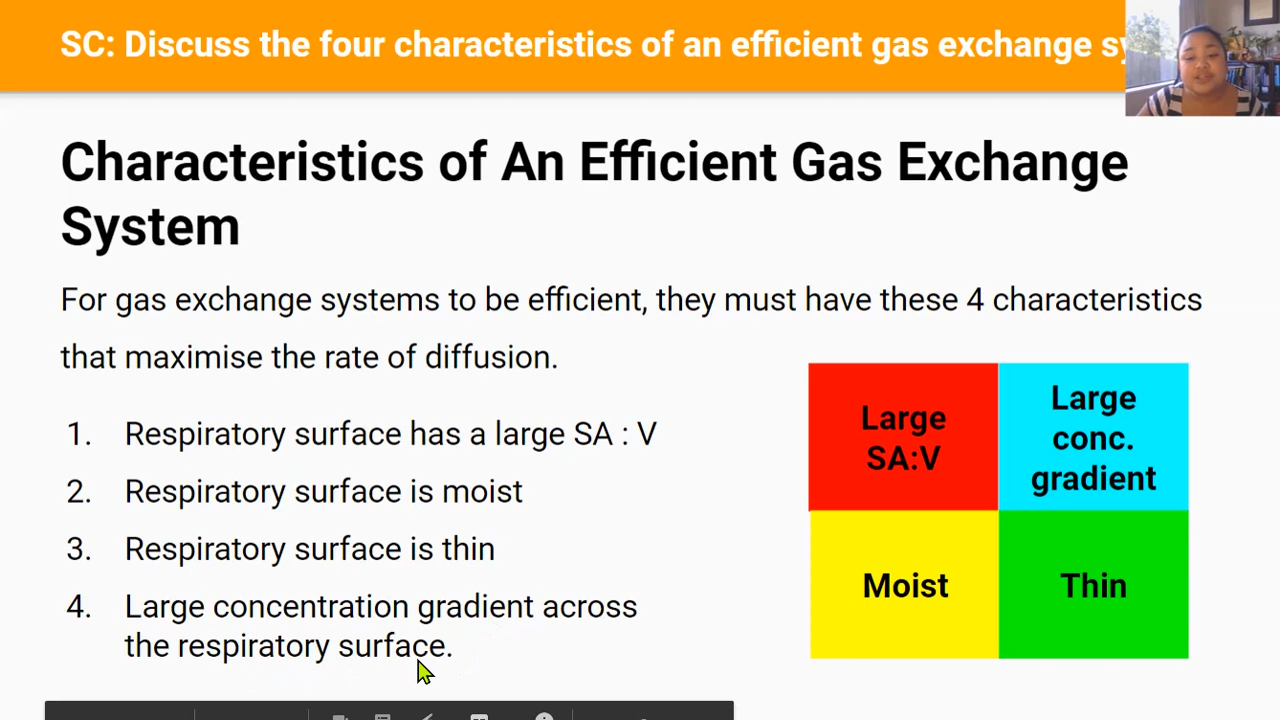 SC: Discuss the four characteristics of an efficient gas exchange
Characteristics of An Efficient Gas Exchange
System
For gas exchange systems to be efficient, they must have these 4 characteristics
that maximise the rate of diffusion.
1. Respiratory surface has a large SA : V
2. Respiratory surface is moist
3. Respiratory surface is thin
4. Large concentration gradient across
the respiratory surface.
Large
SA:V
Large
conc.
gradient
Moist
Thin